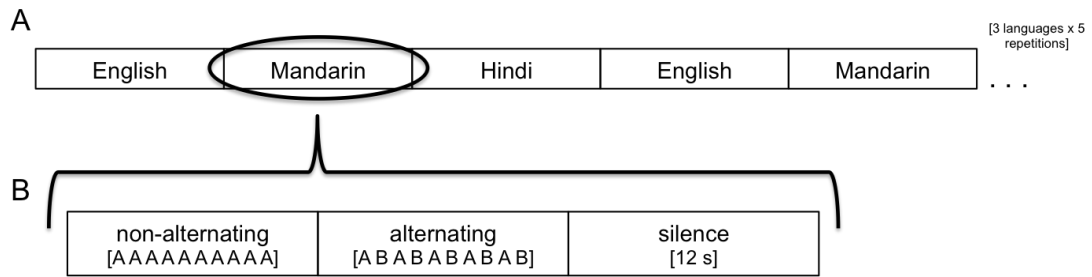 A
[3 languages x 5
repetitions]
English Mandarin Hindi English Mandarin
. . .
B
non-alternating alternating silence
[A A A A A A A A A A] [A B A B A B A B A B] [12 s]